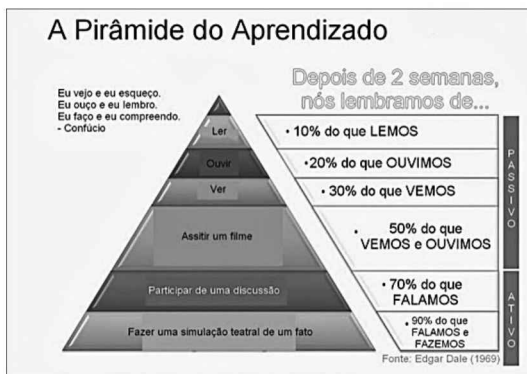 A Pirâmide do Aprendizado
Eu vejo e eu esqueço.
Eu ouço e eu lembro.
Eu faço e eu compreendo.
- Confúcio
Depois de 2 semanas,
nós lembramos de...
Ler
• 10% do que LEMOS
Ouvir
•20% do que OUVIMOS
Ver
• 30% do que VEMOS
Assitir um filme
• 50% do que
VEMOS e OUVIMOS
Participar de uma discussão
• 70% do que
FALAMOS
Fazer uma simulação teatral de um fato
• 90% do que
FALAMOS e
FAZEMOS
PASSIVO
ATIVO
Fonte: Edgar Dale (1969)